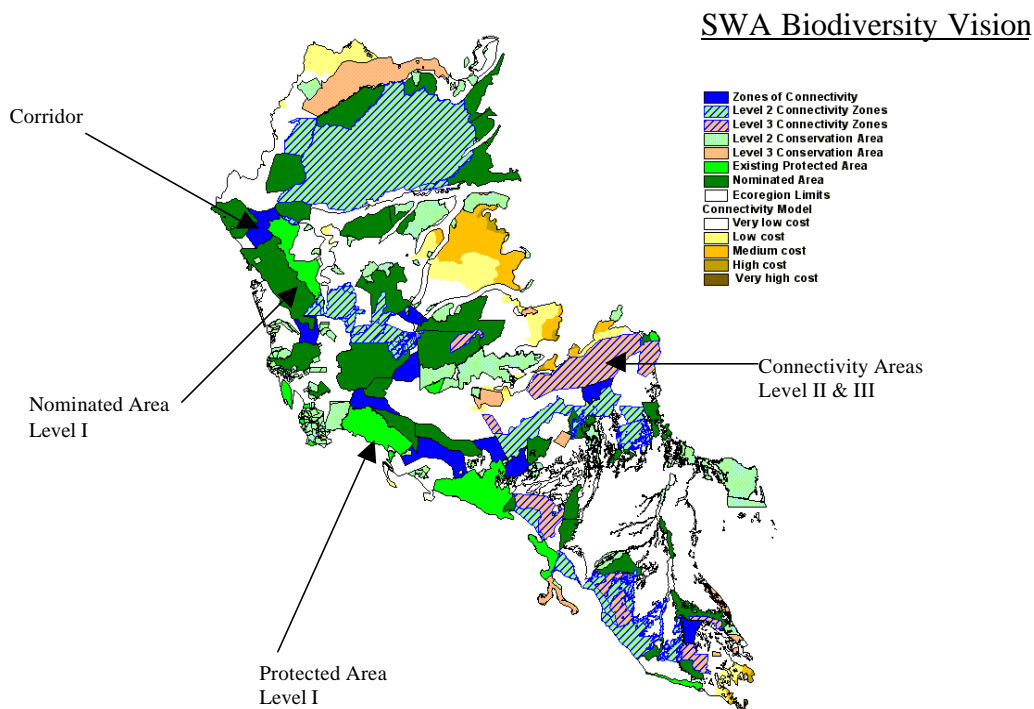 SWA Biodiversity Vision
Zones of Connectivity
Level 2 Connectivity Zones
Level 3 Connectivity Zones
Level 2 Conservation Area
Level 3 Conservation Area
Existing Protected Area
Nominated Area
Ecoregion Limits
Connectivity Model
Very low cost
Low cost
Medium cost
High cost
Very high cost
Corridor
Connectivity Areas
Level II & III
Nominated Area
Level I
Protected Area
Level I